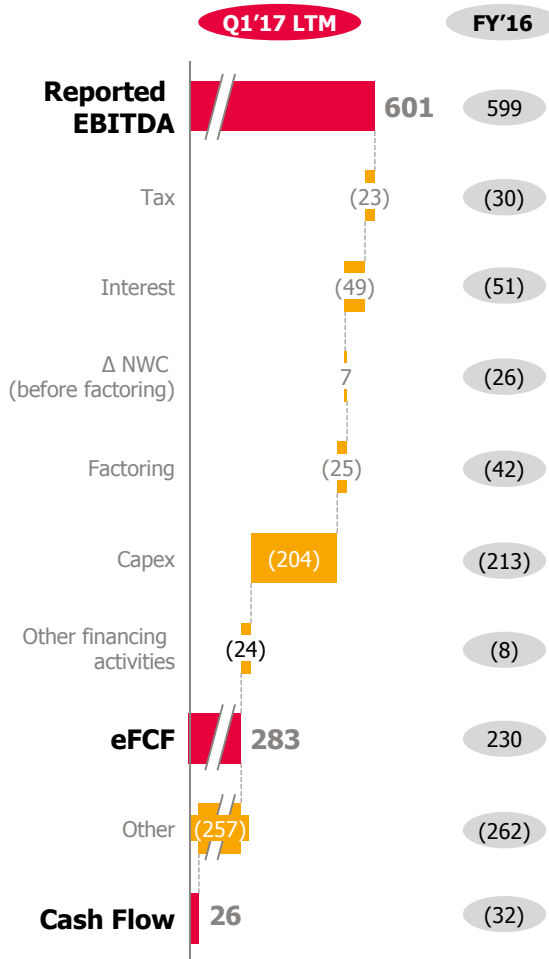 Q1'17 LTM FY'16
Reported
EBITDA 601 599
Tax (23) (30)
Interest (49) (51)
Δ NWC
(before factoring) 7 (26)
Factoring (25) (42)
Capex (204) (213)
Other financing
activities (24) (8)
eFCF 283 230
Other (257) (262)
Cash Flow 26 (32)